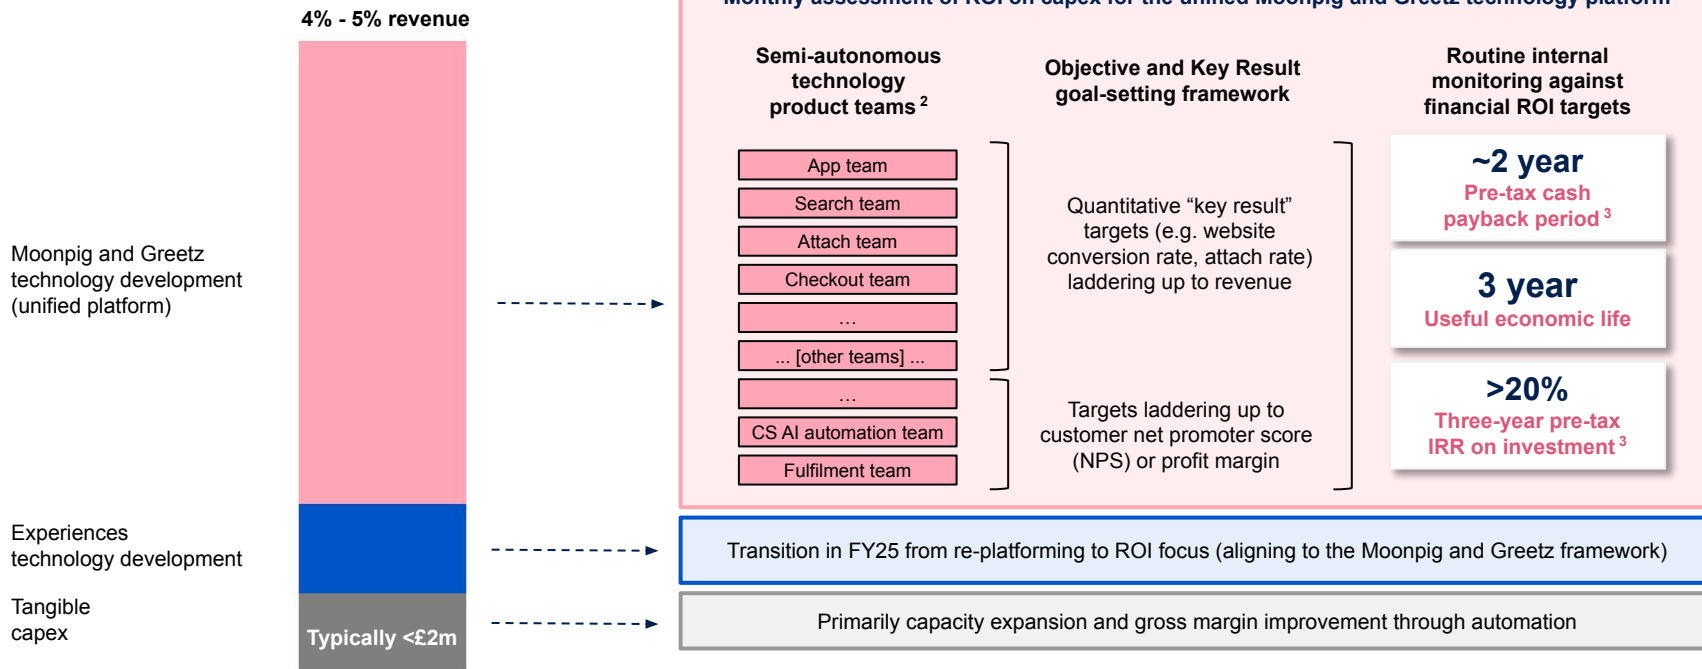 4% - 5% revenue
Monthly assessment of ROI on capex for the unified Moonpig and Greetz technology platform
Semi-autonomous
technology
product teams 2
Objective and Key Result
goal-setting framework
Routine internal
monitoring against
financial ROI targets
App team
Search team
Attach team
Checkout team
...
... [other teams] ...
...
CS AI automation team
Fulfilment team
Quantitative “key result”
targets (e.g. website
conversion rate, attach rate)
laddering up to revenue
Targets laddering up to
customer net promoter score
(NPS) or profit margin
~2 year
Pre-tax cash
payback period 3
3 year
Useful economic life
>20%
Three-year pre-tax
IRR on investment 3
Moonpig and Greetz
technology development
(unified platform)
Experiences
technology development
Transition in FY25 from re-platforming to ROI focus (aligning to the Moonpig and Greetz framework)
Tangible
capex
Typically <£2m
Primarily capacity expansion and gross margin improvement through automation